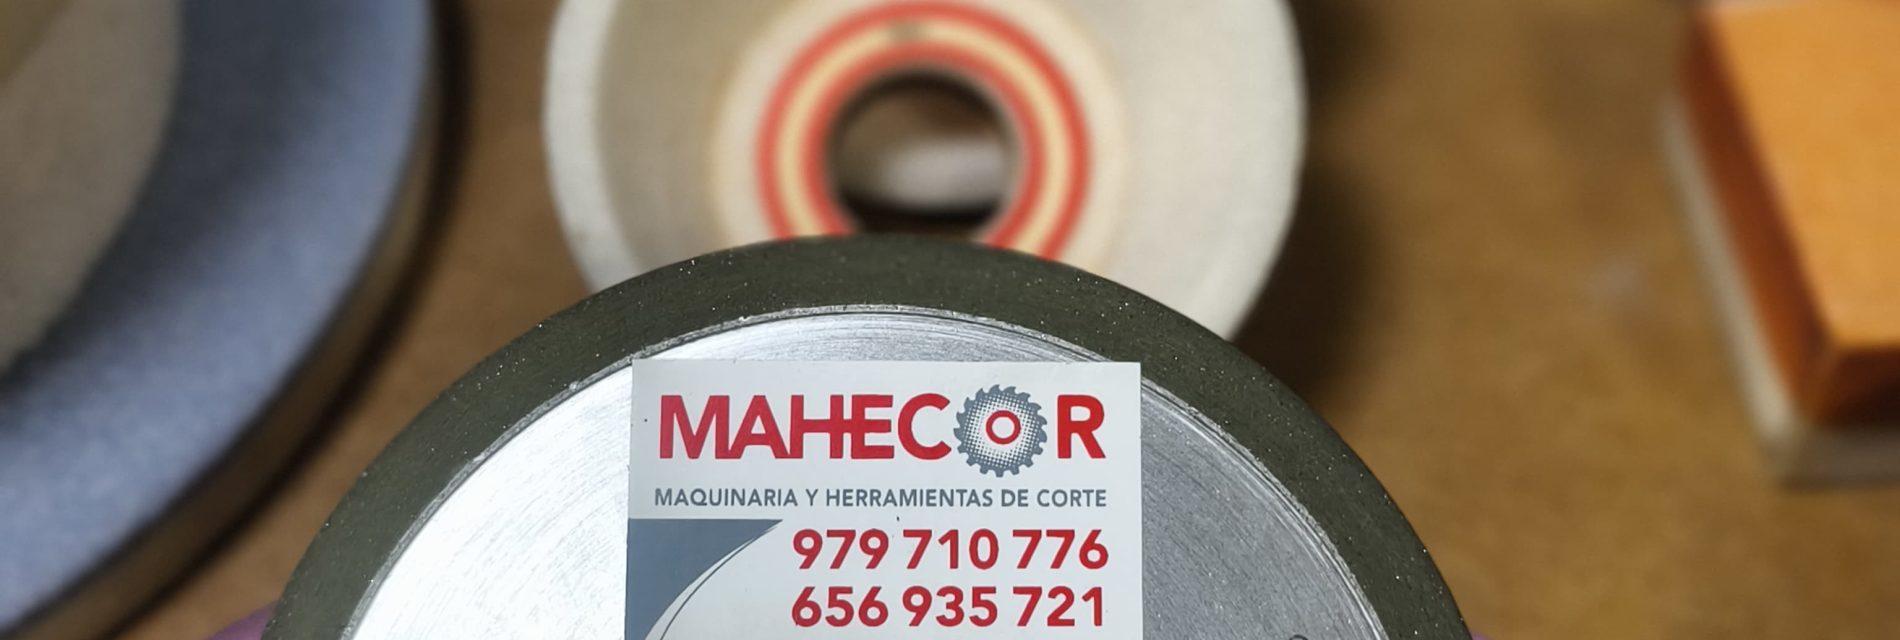 MAHECOR
MAQUINARIA Y HERRAMIENTAS DE CORTE
979 710 776
656 935 721